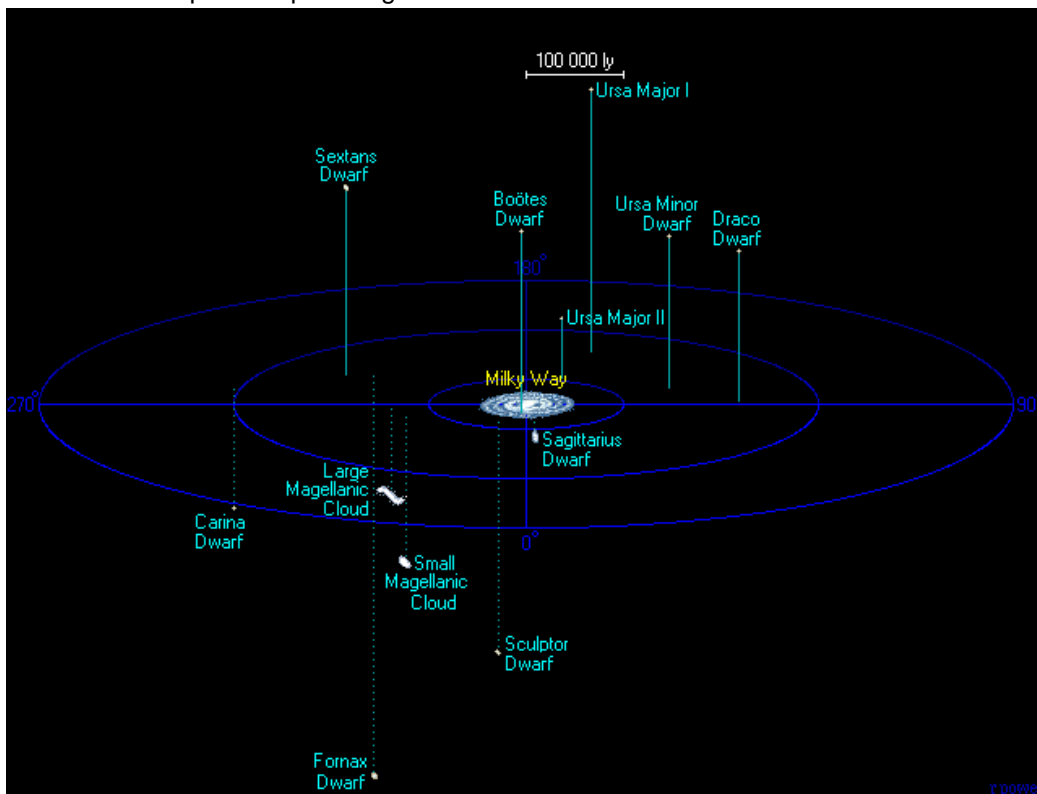 100 000 ly
Ursa Major I
Sextans
Dwarf
Boötes
Dwarf
Ursa Minor
Dwarf
Draco
Dwarf
180°
Ursa Major II
Milky Way
270°
90
Sagittarius
Dwarf
Large
Magellanic
Cloud
Carina
Dwarf
0°
Small
Magellanic
Cloud
Sculptor
Dwarf
Fornax
Dwarf